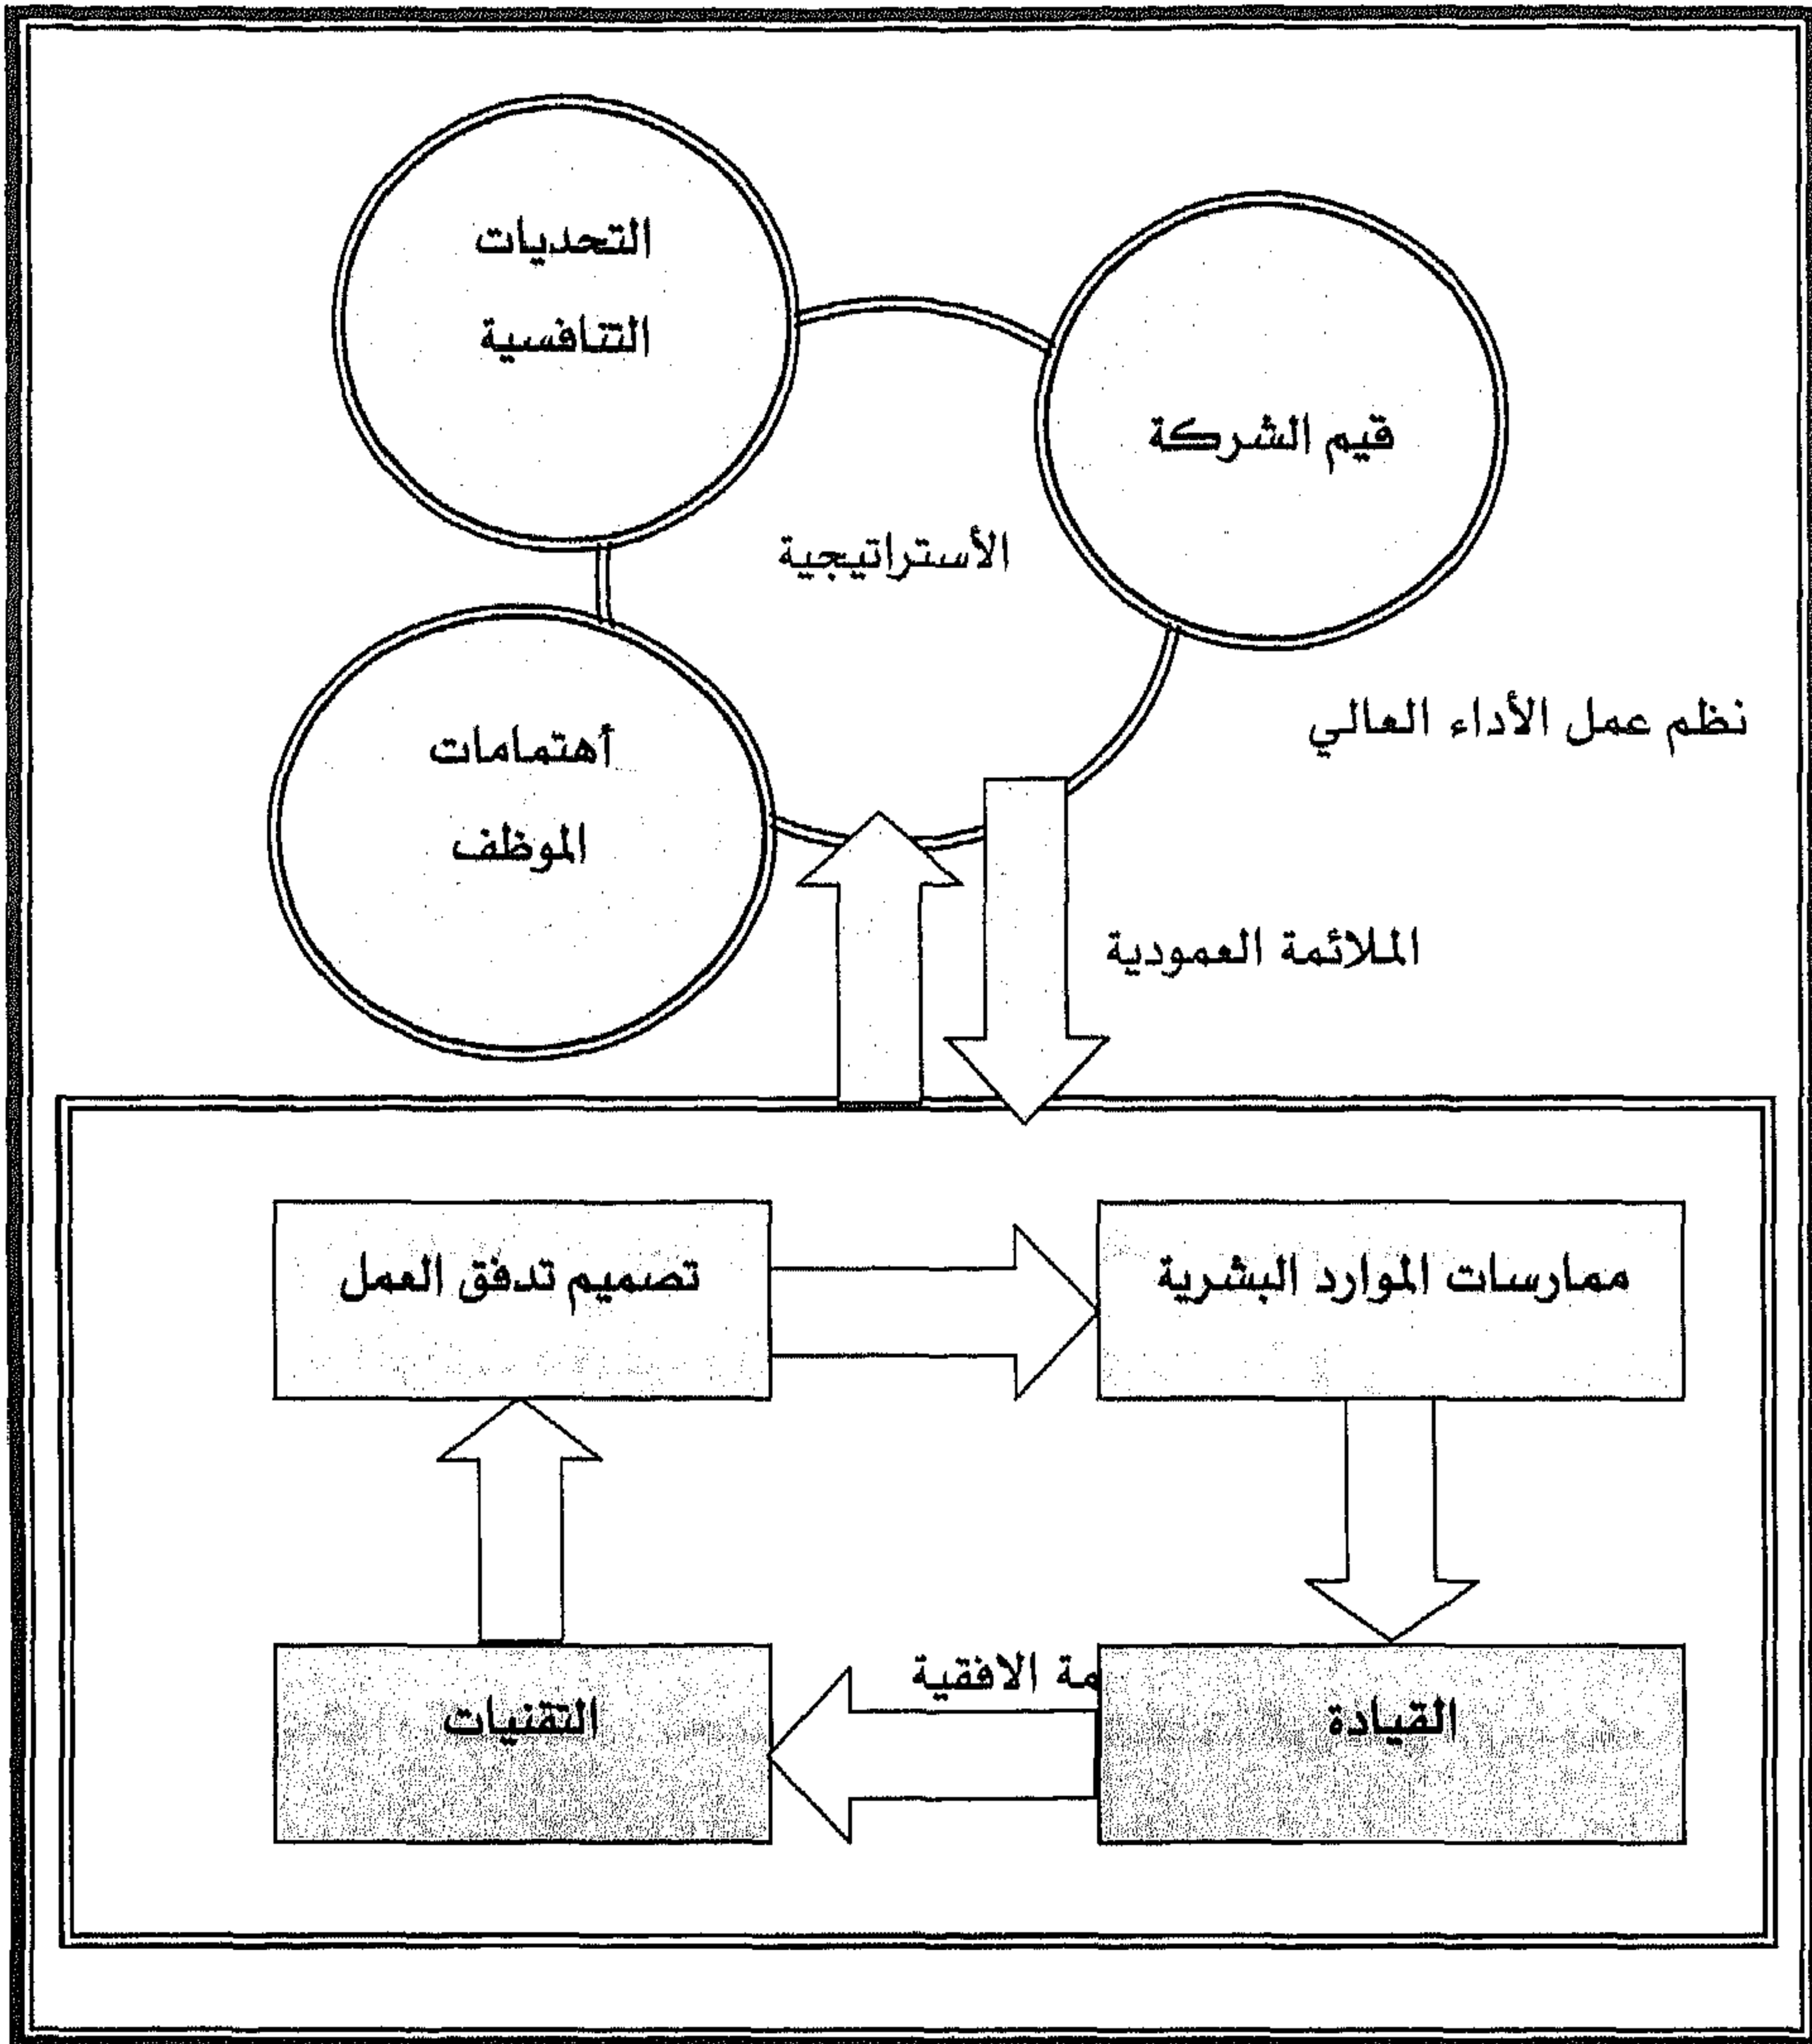 التحديات
التنافسية
قيم الشركة
الأستراتيجية
نظم عمل الأداء العالي
أهتمامات
الموظف
الملائمة العمودية
ممارسات الموارد البشرية
تصميم تدفق العمل
مة الافقية
القيادة
التقنيات